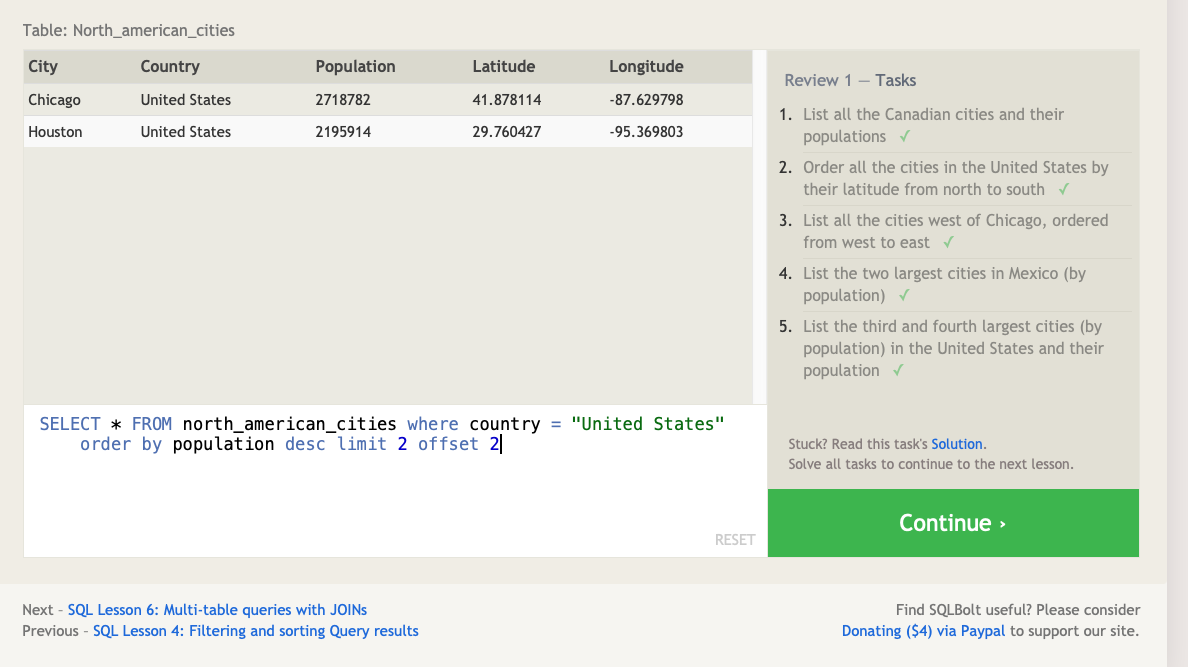 Table: North_american_cities
City Country Population Latitude Longitude
Chicago United States 2718782 41.878114 -87.629798
Houston United States 2195914 29.760427 -95.369803
SELECT * FROM north_american_cities where country = "United States"
order by population desc limit 2 offset 2
RESET
Review 1 — Tasks
1. List all the Canadian cities and their
populations ✓
2. Order all the cities in the United States by
their latitude from north to south ✓
3. List all the cities west of Chicago, ordered
from west to east ✓
4. List the two largest cities in Mexico (by
population) ✓
5. List the third and fourth largest cities (by
population) in the United States and their
population ✓
Stuck? Read this task's Solution.
Solve all tasks to continue to the next lesson.
Continue ›
Next – SQL Lesson 6: Multi-table queries with JOINs
Previous – SQL Lesson 4: Filtering and sorting Query results
Find SQLBolt useful? Please consider
Donating ($4) via Paypal to support our site.